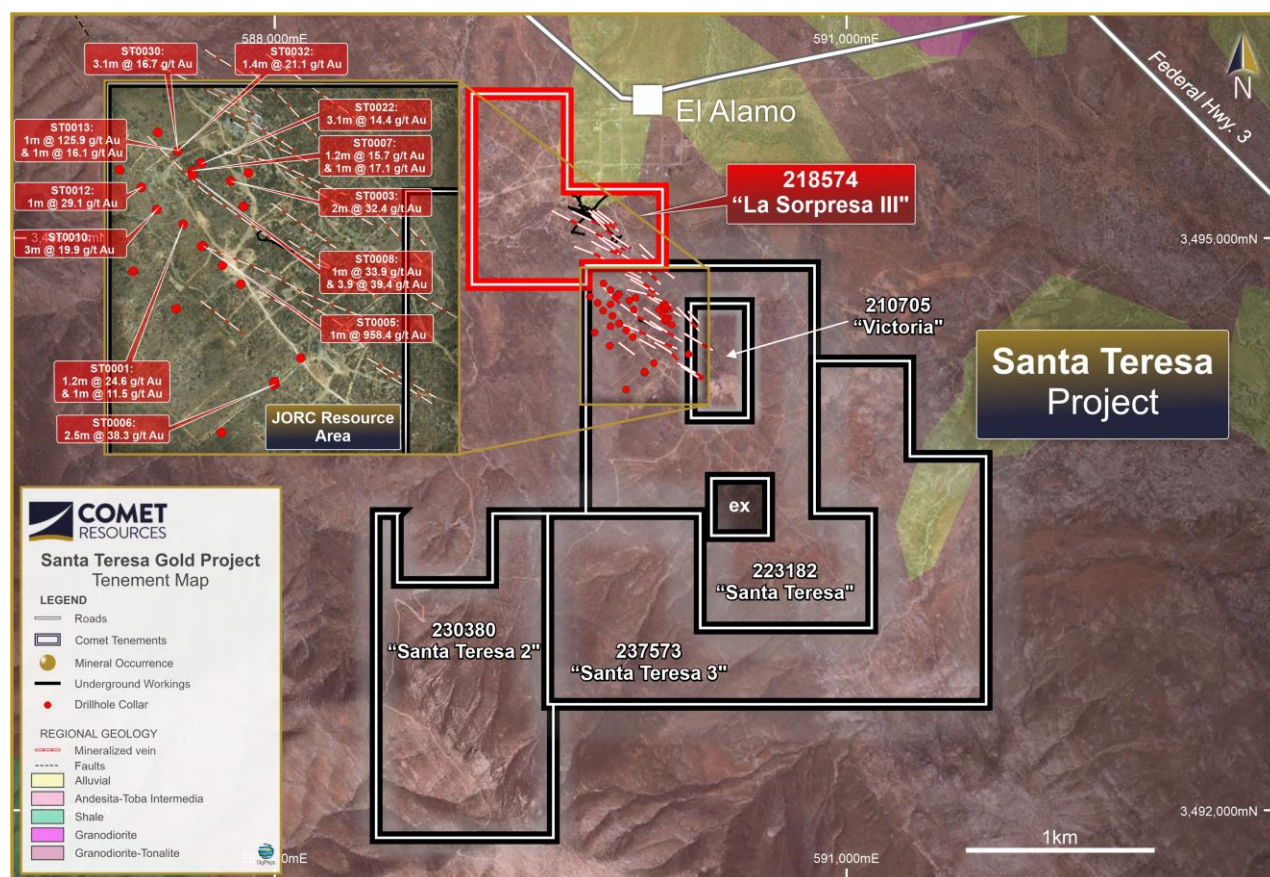 588,000mE
591,000mE
ST0030:
3.1m @ 16.7 g/t Au
ST0032:
1.4m @ 21.1 g/t Au
ST0022:
3.1m @ 14.4 g/t Au
ST0013:
1m @ 125.9 g/t Au
& 1m @ 16.1 g/t Au
ST0007:
1.2m @ 15.7 g/t Au
& 1m @ 17.1 g/t Au
ST0012:
1m @ 29.1 g/t Au
ST0003:
2m @ 32.4 g/t Au
ST0010:
3m @ 19.9 g/t Au
ST0008:
1m @ 33.9 g/t Au
& 3.9 @ 39.4 g/t Au
ST0005:
1m @ 958.4 g/t Au
ST0001:
1.2m @ 24.6 g/t Au
& 1m @ 11.5 g/t Au
ST0006:
2.5m @ 38.3 g/t Au
JORC Resource
Area
El Alamo
Federal Hwy. 3
N
218574
“La Sorpresa III"
3,495,000mN
210705
“Victoria"
Santa Teresa
Project
ex
223182
“Santa Teresa"
230380
“Santa Teresa 2"
237573
“Santa Teresa 3"
COMET
RESOURCES
Santa Teresa Gold Project
Tenement Map
LEGEND
Roads
Comet Tenements
Mineral Occurrence
Underground Workings
Drillhole Collar
REGIONAL GEOLOGY
Mineralized vein
Faults
Alluvial
Andesita-Toba Intermedia
Shale
Granodiorite
Granodiorite-Tonalite
DigMaps
3,492,000mN
591,000mE
1km